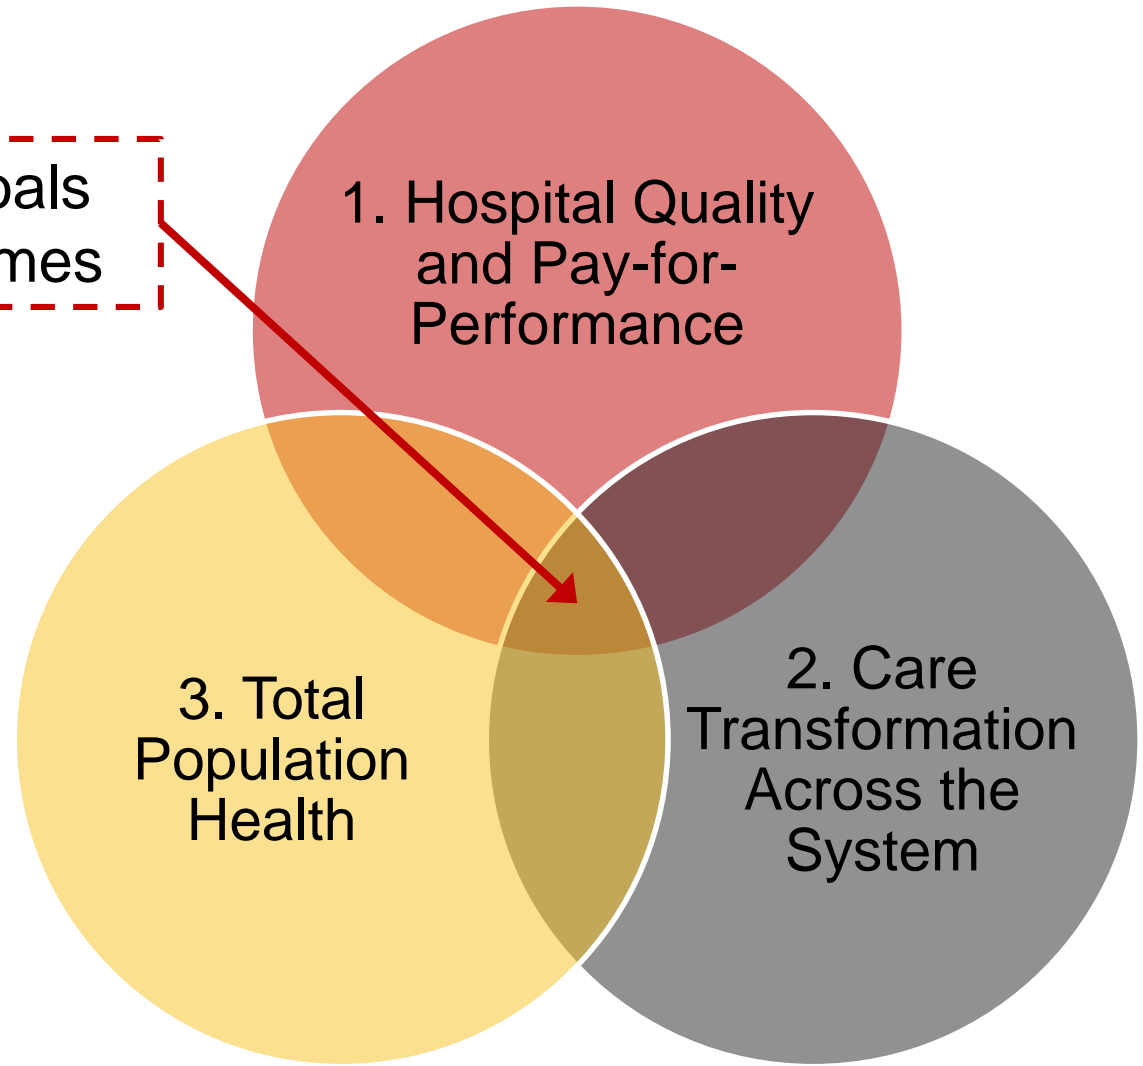 1. Hospital Quality
and Pay-for-
Performance
2. Care
Transformation
Across the
System
3. Total
Population
Health